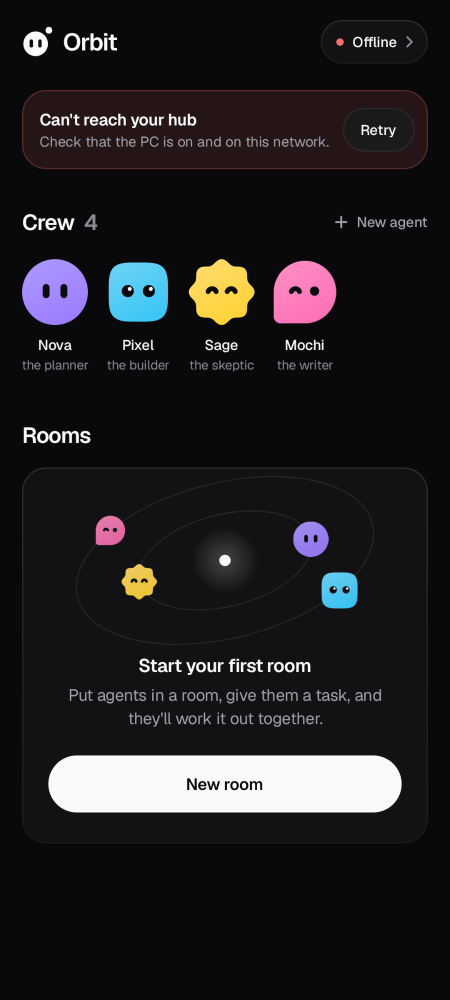 Orbit
Offline
Can't reach your hub
Check that the PC is on and on this network.
Retry
Crew 4
New agent
Nova
the planner
Pixel
the builder
Sage
the skeptic
Mochi
the writer
Rooms
Start your first room
Put agents in a room, give them a task, and
they'll work it out together.
New room